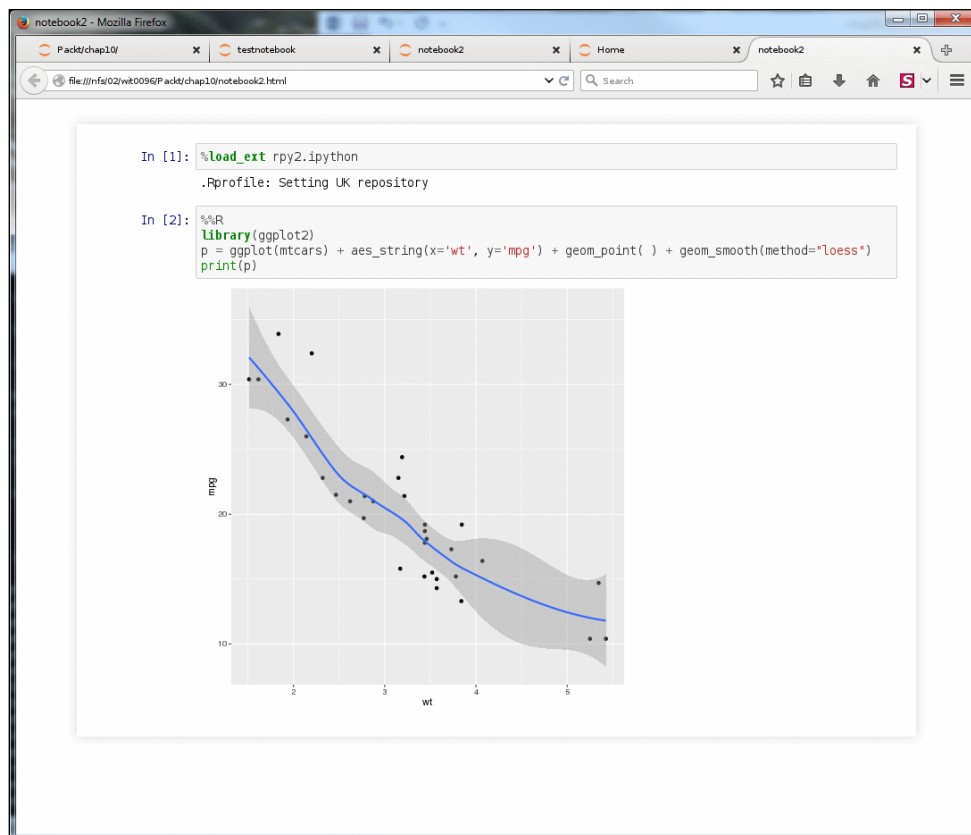 notebook2 - Mozilla Firefox
Packt/chap10/
testnotebook
notebook2
Home
notebook2
file:///nfs/02/wit0096/Packt/chap10/notebook2.html
Search
In [1]: %load_ext rpy2.ipython
.Rprofile: Setting UK repository
In [2]: %%R
library(ggplot2)
p = ggplot(mtcars) + aes_string(x='wt', y='mpg') + geom_point( ) + geom_smooth(method="loess")
print(p)
30
20
10
mpg
2 3 4 5
wt